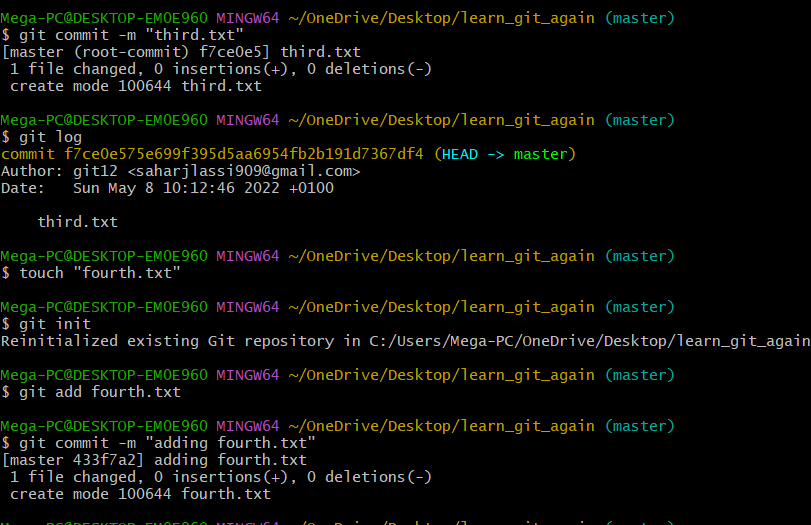 Mega-PC@DESKTOP-EMOE960 MINGW64 ~/OneDrive/Desktop/learn_git_again (master)
$ git commit -m "third.txt"
[master (root-commit) f7ce0e5] third.txt
 1 file changed, 0 insertions(+), 0 deletions(-)
 create mode 100644 third.txt

Mega-PC@DESKTOP-EMOE960 MINGW64 ~/OneDrive/Desktop/learn_git_again (master)
$ git log
commit f7ce0e575e699f395d5aa6954fb2b191d7367df4 (HEAD -> master)
Author: git12 <saharjlassi909@gmail.com>
Date:   Sun May 8 10:12:46 2022 +0100

    third.txt

Mega-PC@DESKTOP-EMOE960 MINGW64 ~/OneDrive/Desktop/learn_git_again (master)
$ touch "fourth.txt"

Mega-PC@DESKTOP-EMOE960 MINGW64 ~/OneDrive/Desktop/learn_git_again (master)
$ git init
Reinitialized existing Git repository in C:/Users/Mega-PC/OneDrive/Desktop/learn_git_again

Mega-PC@DESKTOP-EMOE960 MINGW64 ~/OneDrive/Desktop/learn_git_again (master)
$ git add fourth.txt

Mega-PC@DESKTOP-EMOE960 MINGW64 ~/OneDrive/Desktop/learn_git_again (master)
$ git commit -m "adding fourth.txt"
[master 433f7a2] adding fourth.txt
 1 file changed, 0 insertions(+), 0 deletions(-)
 create mode 100644 fourth.txt